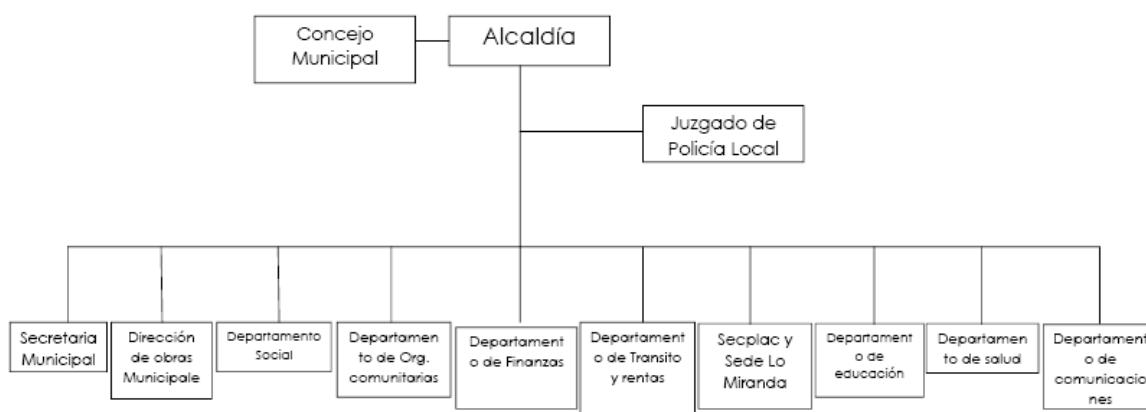 Concejo
Municipal
Alcaldía
Juzgado de
Policía Local
Secretaria
Municipal
Dirección
de obras
Municipale
Departamento
Social
Departamen
to de Org.
comunitarias
Departament
o de Finanzas
Departament
o de Transito
y rentas
Secplac y
Sede Lo
Miranda
Departament
o de
educación
Departamen
to de salud
Departament
o de
comunicacio
nes